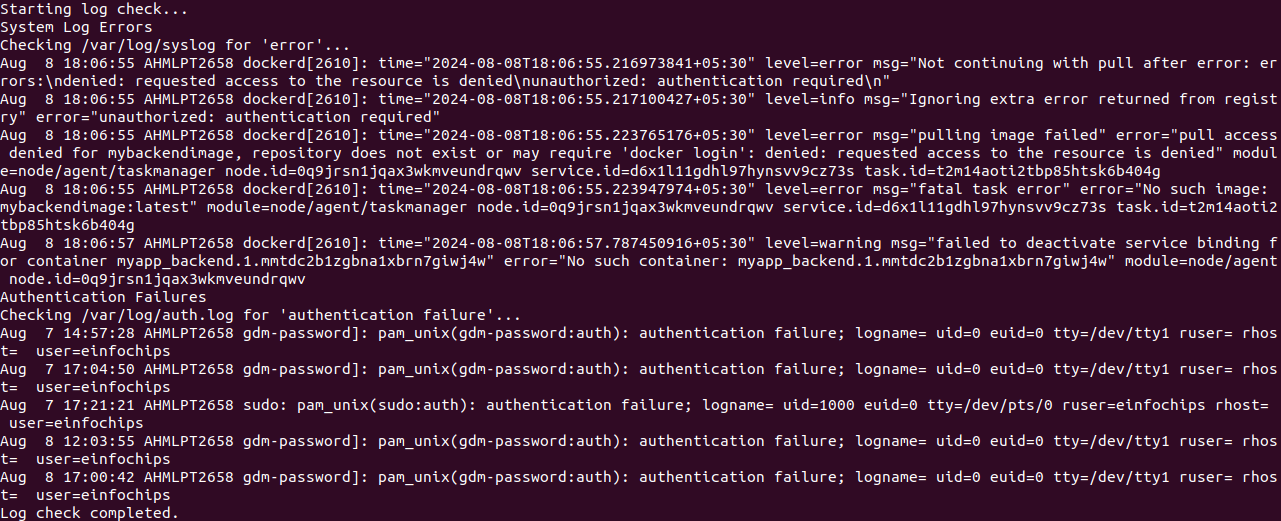 Starting log check...
System Log Errors
Checking /var/log/syslog for 'error'...
Aug  8 18:06:55 AHMLPT2658 dockerd[2610]: time="2024-08-08T18:06:55.216973841+05:30" level=error msg="Not continuing with pull after error: er
rors:\ndenied: requested access to the resource is denied\nunauthorized: authentication required\n"
Aug  8 18:06:55 AHMLPT2658 dockerd[2610]: time="2024-08-08T18:06:55.217100427+05:30" level=info msg="Ignoring extra error returned from regist
ry" error="unauthorized: authentication required"
Aug  8 18:06:55 AHMLPT2658 dockerd[2610]: time="2024-08-08T18:06:55.223765176+05:30" level=error msg="pulling image failed" error="pull access
 denied for mybackendimage, repository does not exist or may require 'docker login': denied: requested access to the resource is denied" modul
e=node/agent/taskmanager node.id=0q9jrsn1jqax3wkmveundrqwv service.id=d6x1l11gdhl97hynsvv9cz73s task.id=t2m14aoti2tbp85htsk6b404g
Aug  8 18:06:55 AHMLPT2658 dockerd[2610]: time="2024-08-08T18:06:55.223947974+05:30" level=error msg="fatal task error" error="No such image:
mybackendimage:latest" module=node/agent/taskmanager node.id=0q9jrsn1jqax3wkmveundrqwv service.id=d6x1l11gdhl97hynsvv9cz73s task.id=t2m14aoti2
tbp85htsk6b404g
Aug  8 18:06:57 AHMLPT2658 dockerd[2610]: time="2024-08-08T18:06:57.787450916+05:30" level=warning msg="failed to deactivate service binding f
or container myapp_backend.1.mmtdc2b1zgbna1xbrn7giwj4w" error="No such container: myapp_backend.1.mmtdc2b1zgbna1xbrn7giwj4w" module=node/agent
 node.id=0q9jrsn1jqax3wkmveundrqwv
Authentication Failures
Checking /var/log/auth.log for 'authentication failure'...
Aug  7 14:57:28 AHMLPT2658 gdm-password]: pam_unix(gdm-password:auth): authentication failure; logname= uid=0 euid=0 tty=/dev/tty1 ruser= rhos
t=  user=einfochips
Aug  7 17:04:50 AHMLPT2658 gdm-password]: pam_unix(gdm-password:auth): authentication failure; logname= uid=0 euid=0 tty=/dev/tty1 ruser= rhos
t=  user=einfochips
Aug  7 17:21:21 AHMLPT2658 sudo: pam_unix(sudo:auth): authentication failure; logname= uid=1000 euid=0 tty=/dev/pts/0 ruser=einfochips rhost=
 user=einfochips
Aug  8 12:03:55 AHMLPT2658 gdm-password]: pam_unix(gdm-password:auth): authentication failure; logname= uid=0 euid=0 tty=/dev/tty1 ruser= rhos
t=  user=einfochips
Aug  8 17:00:42 AHMLPT2658 gdm-password]: pam_unix(gdm-password:auth): authentication failure; logname= uid=0 euid=0 tty=/dev/tty1 ruser= rhos
t=  user=einfochips
Log check completed.